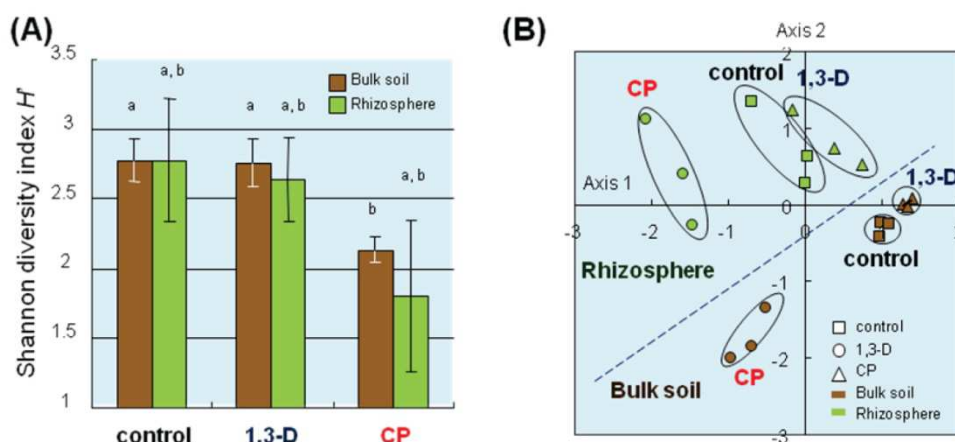 (A)
Shannon diversity index H'
3.5
3
2.5
2
1.5
1
a
a, b
a
a, b
b
a, b
Bulk soil
Rhizosphere
control
1,3-D
CP
(B)
Axis 2
2
1
0
-1
-2
-3
Axis 1
-3
-2
-1
0
CP
control
1,3-D
1,3-D
control
Rhizosphere
Bulk soil
CP
control
1,3-D
CP
Bulk soil
Rhizosphere